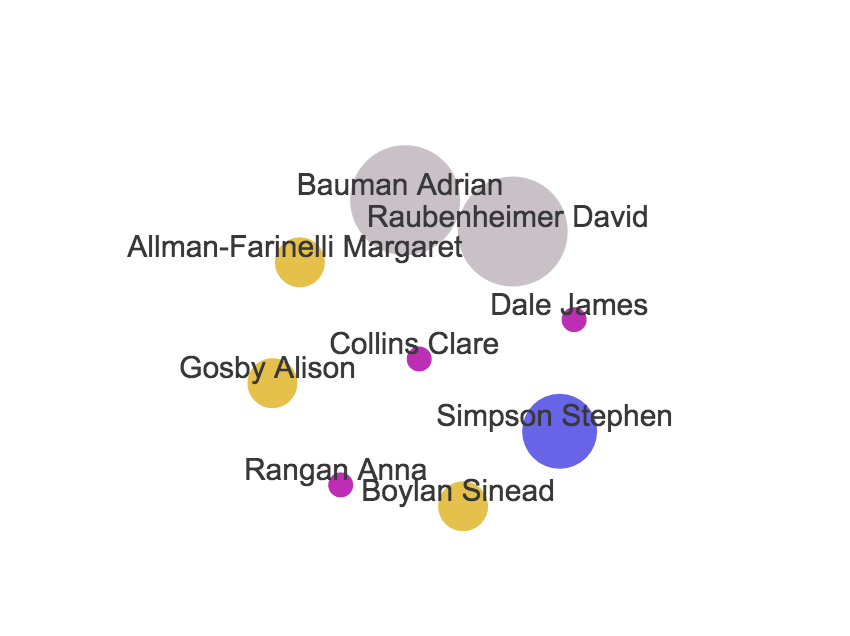 Bauman Adrian
Raubenheimer David
Allman-Farinelli Margaret
Dale James
Collins Clare
Gosby Alison
Simpson Stephen
Rangan Anna
Boylan Sinead